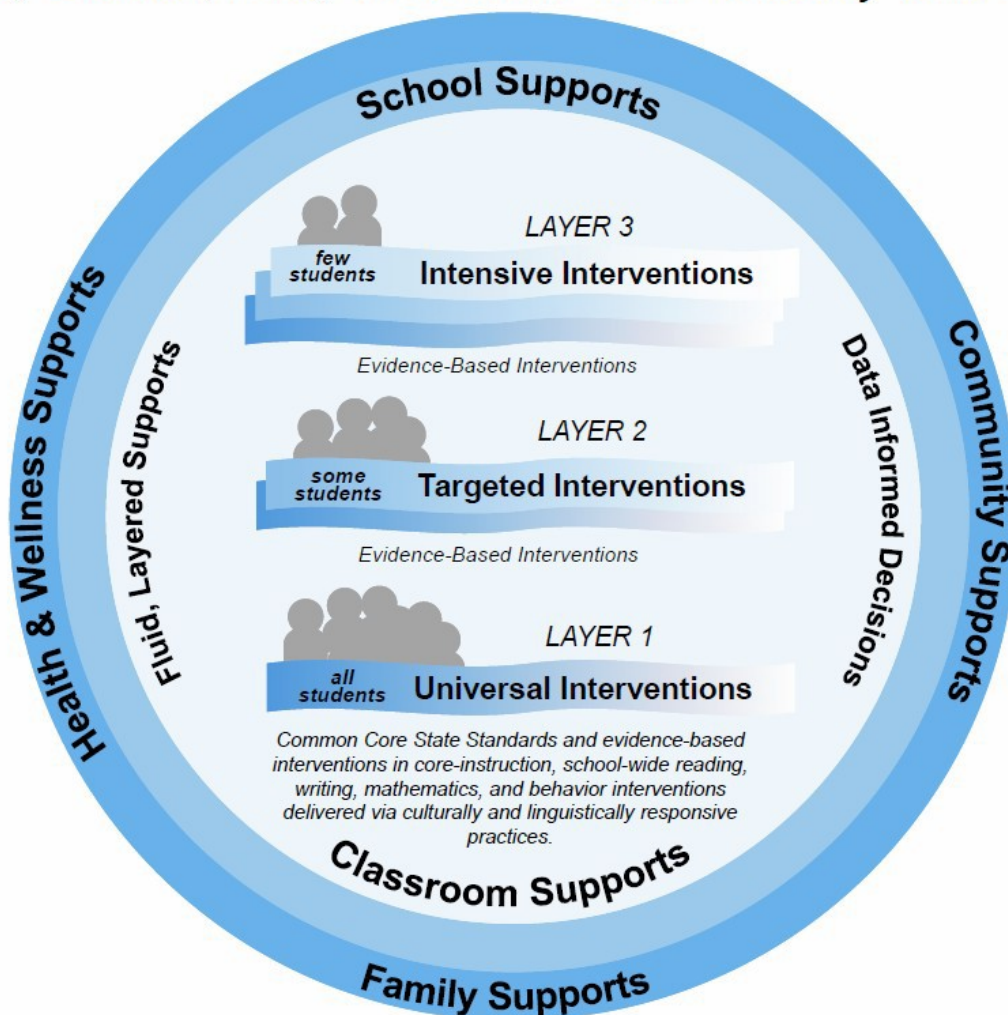 School Supports
Health & Wellness Supports
Fluid, Layered Supports
LAYER 3
few
students
Intensive Interventions
Evidence-Based Interventions
LAYER 2
some
students
Targeted Interventions
Evidence-Based Interventions
LAYER 1
all
students
Universal Interventions
Common Core State Standards and evidence-based
interventions in core-instruction, school-wide reading,
writing, mathematics, and behavior interventions
delivered via culturally and linguistically responsive
practices.
Data Informed Decisions
Community Supports
Classroom Supports
Family Supports